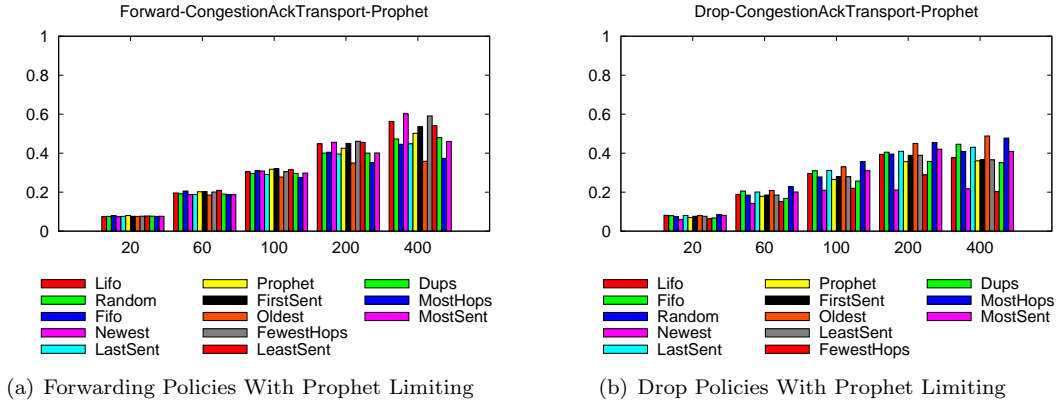 Forward-CongestionAckTransport-Prophet
1
0.8
0.6
0.4
0.2
0
20 60 100 200 400
Lifo
Random
Fifo
Newest
LastSent
Prophet
FirstSent
Oldest
FewestHops
LeastSent
Dups
MostHops
MostSent
(a) Forwarding Policies With Prophet Limiting
Drop-CongestionAckTransport-Prophet
1
0.8
0.6
0.4
0.2
0
20 60 100 200 400
Lifo
Fifo
Random
Newest
LastSent
Prophet
FirstSent
Oldest
LeastSent
FewestHops
Dups
MostHops
MostSent
(b) Drop Policies With Prophet Limiting